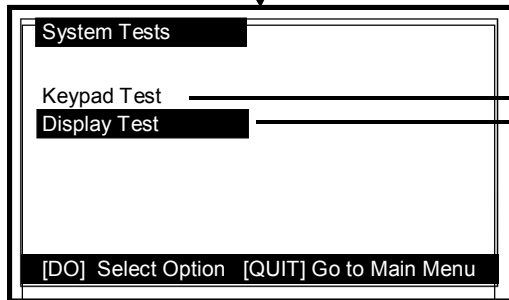 System Tests
Keypad Test
Display Test
[DO] Select Option [QUIT] Go to Main Menu